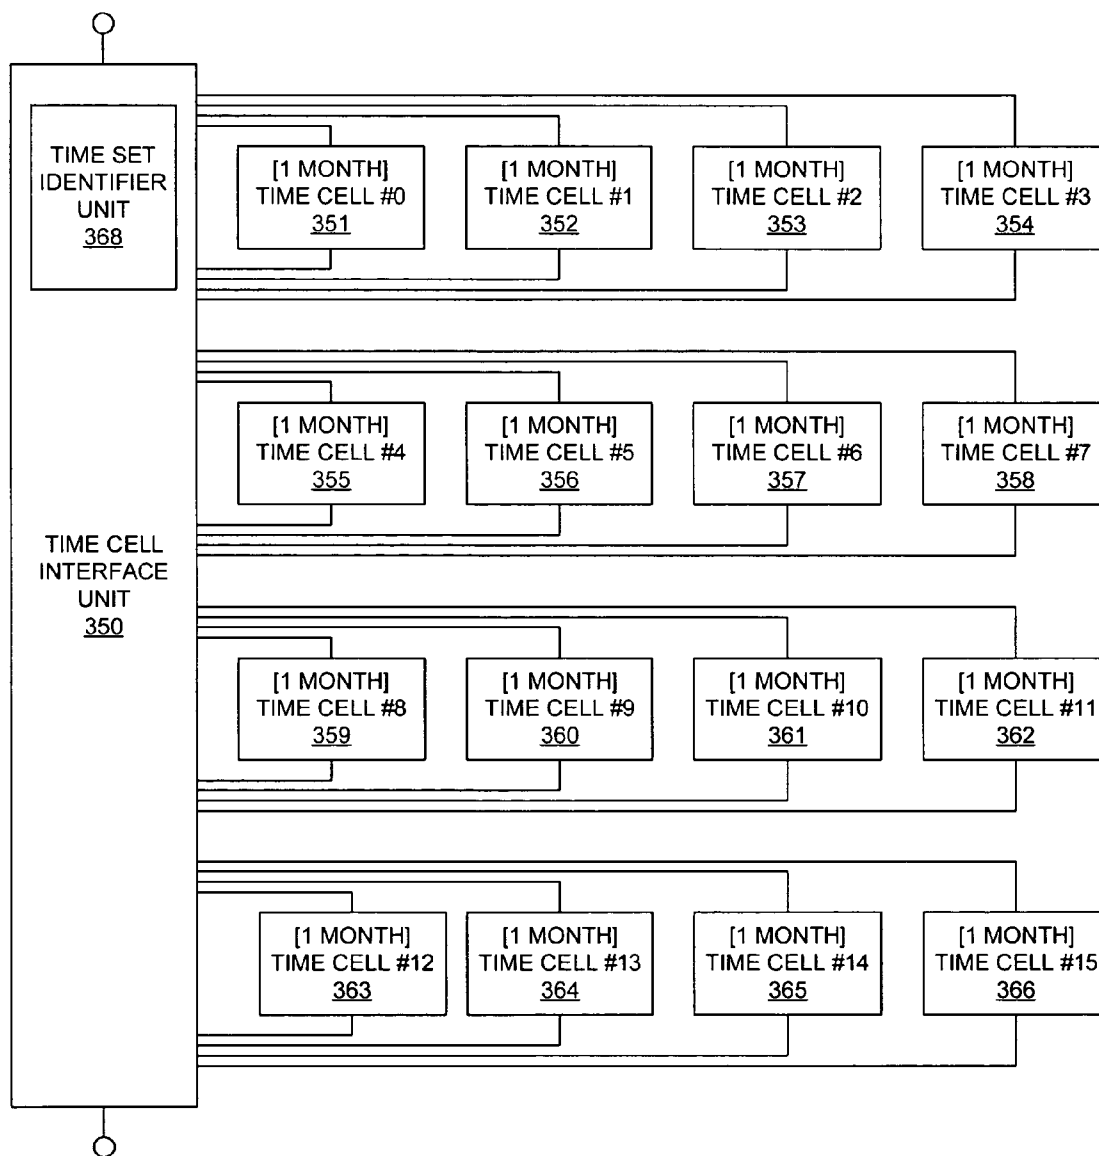 TIME SET
IDENTIFIER
UNIT
368
[1 MONTH]
TIME CELL #0
351
[1 MONTH]
TIME CELL #1
352
[1 MONTH]
TIME CELL #2
353
[1 MONTH]
TIME CELL #3
354
[1 MONTH]
TIME CELL #4
355
[1 MONTH]
TIME CELL #5
356
[1 MONTH]
TIME CELL #6
357
[1 MONTH]
TIME CELL #7
358
TIME CELL
INTERFACE
UNIT
350
[1 MONTH]
TIME CELL #8
359
[1 MONTH]
TIME CELL #9
360
[1 MONTH]
TIME CELL #10
361
[1 MONTH]
TIME CELL #11
362
[1 MONTH]
TIME CELL #12
363
[1 MONTH]
TIME CELL #13
364
[1 MONTH]
TIME CELL #14
365
[1 MONTH]
TIME CELL #15
366